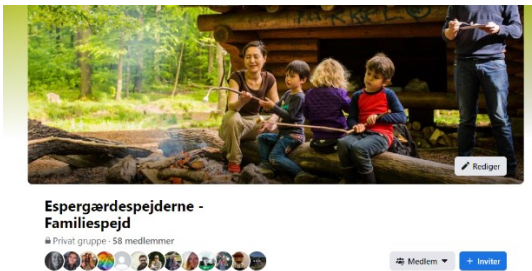 Rediger
Espergærdespejderne -
Familiespejd
Privat gruppe · 58 medlemmer
Medlem
+ Inviter